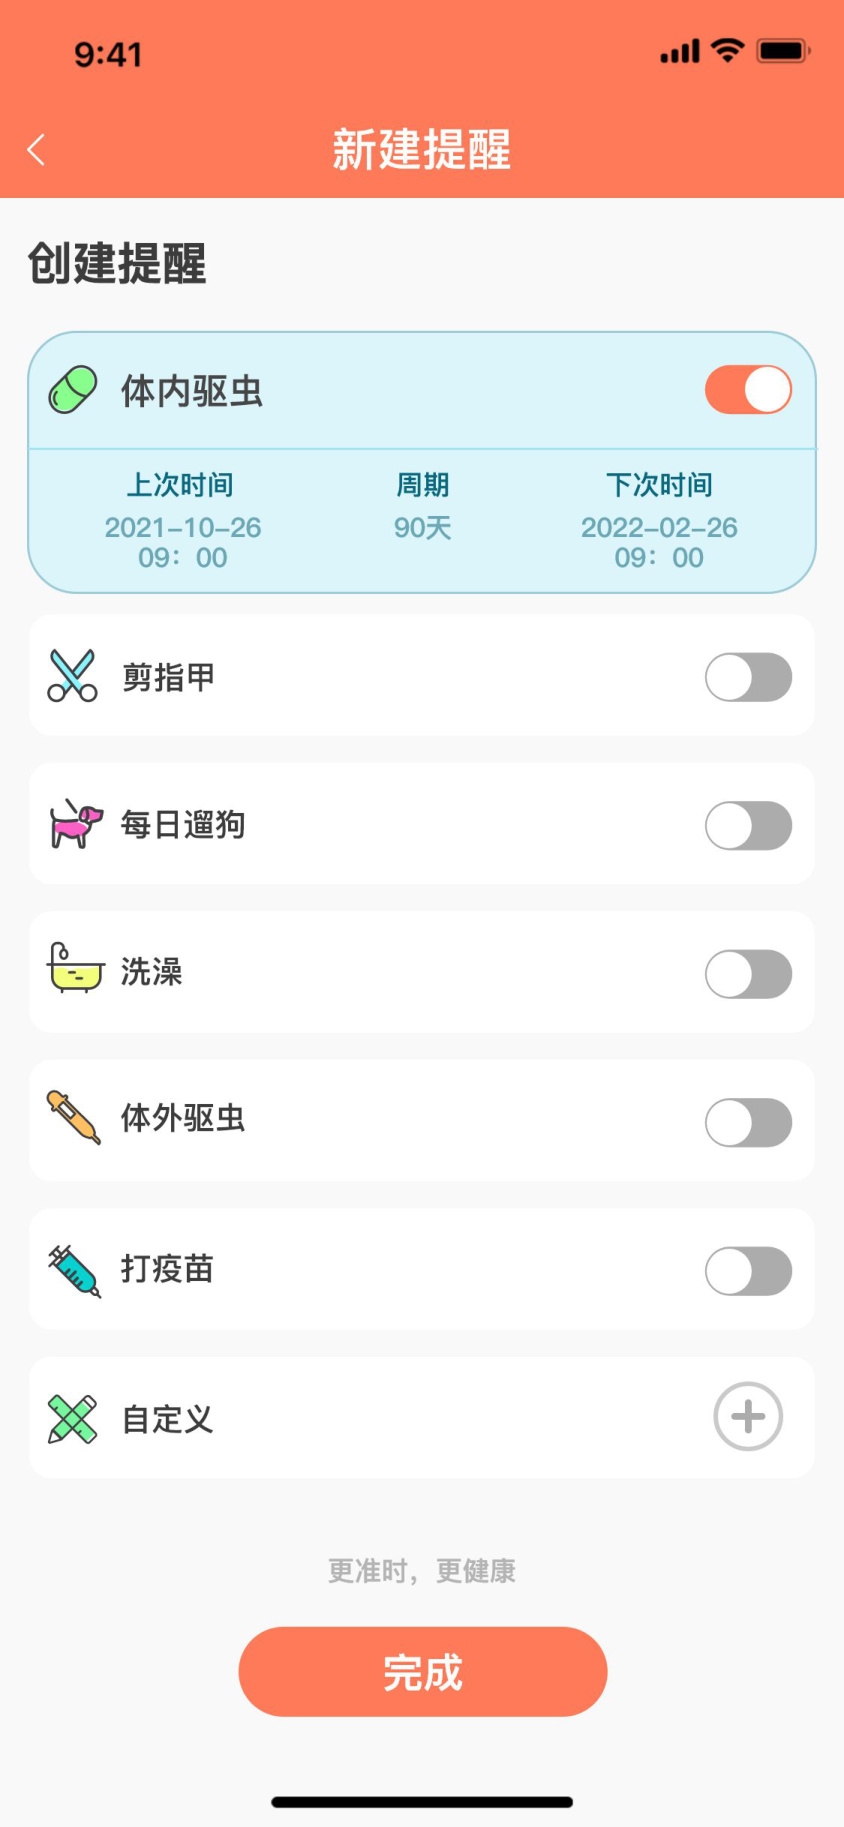 9:41
新建提醒
创建提醒
体内驱虫
上次时间 周期 下次时间
2021-10-26 90天 2022-02-26
09：00 09：00
剪指甲
每日遛狗
洗澡
体外驱虫
打疫苗
自定义
更准时，更健康
完成